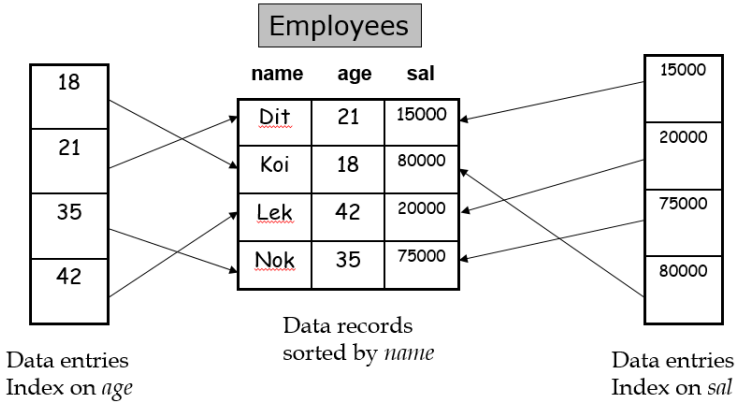 Employees
name age sal
18
21
35
42
Dit 21 15000
Koi 18 80000
Lek 42 20000
Nok 35 75000
15000
20000
75000
80000
Data records
sorted by name
Data entries
Index on age
Data entries
Index on sal